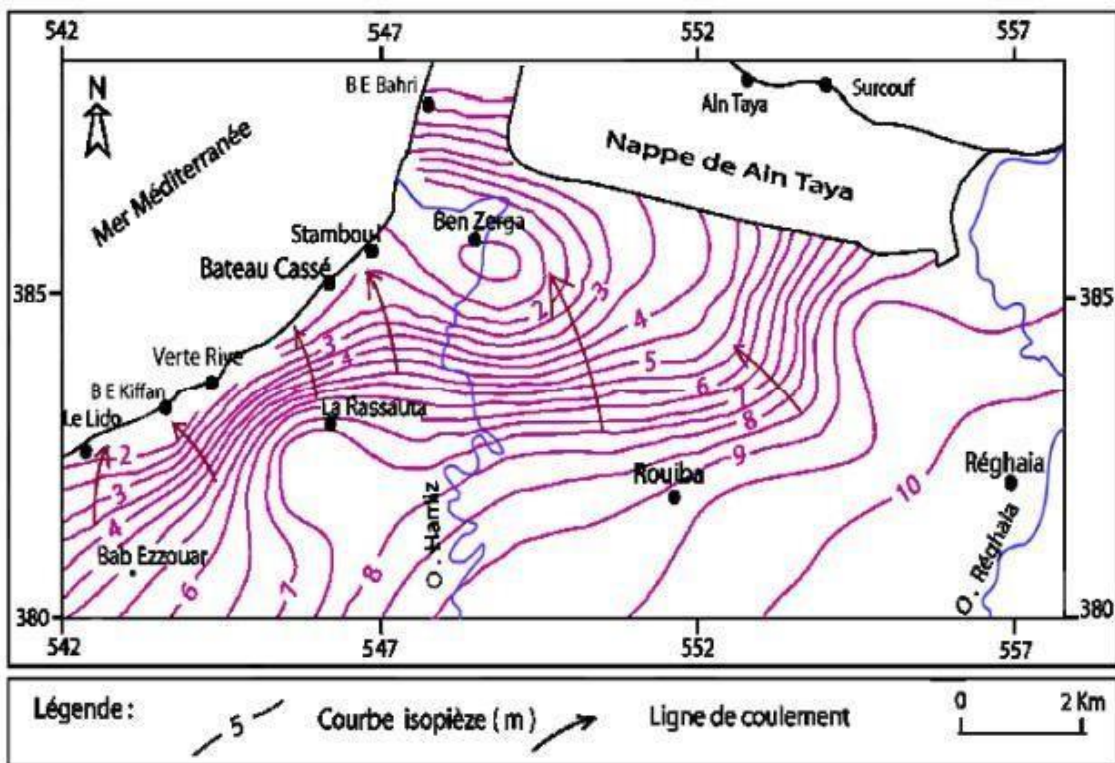 542 547 552 557
N
B E Bahri
Aln Taya
Surcouf
Mer Méditerranée
Nappe de Ain Taya
Ben Zerga
Stamboul
Bateau Cassé
385 385
2 3
3 4
4 5
Verte Rive
B E Kiffan
6
La Rassauta
7
Le Lido
8
2
9
3
Rouiba
Réghaia
10
4
O. Hamiz
Bab Ezzouar
6 7 8
O. Réghaia
380 380
542 547 552 557
Légende :
5
Courbe isopièze ( m )
Ligne de coulement
0 2 Km